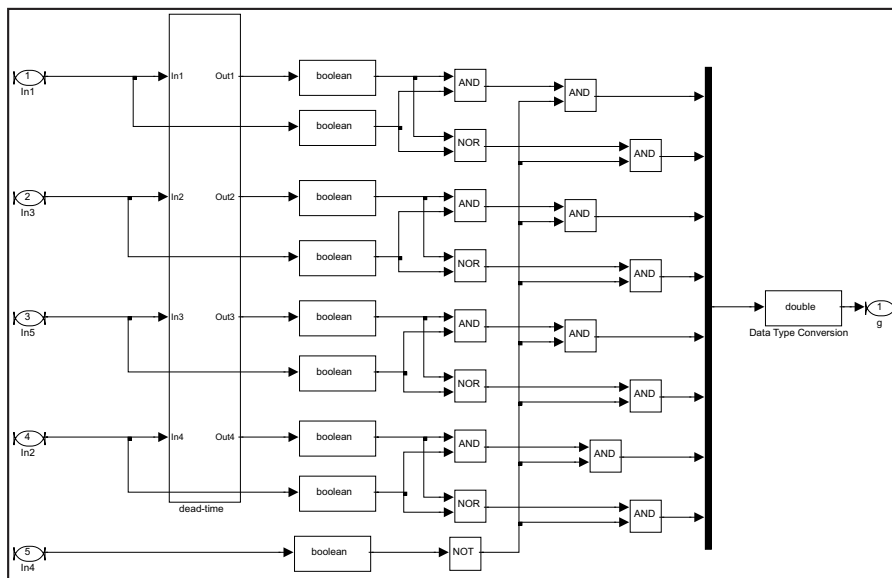 1
In1
In1
Out1
boolean
AND
AND
boolean
NOR
AND
2
In3
In2
Out2
boolean
AND
AND
boolean
NOR
AND
3
In5
In3
Out3
boolean
AND
AND
boolean
NOR
AND
double
Data Type Conversion
1
g
4
In2
In4
Out4
boolean
AND
AND
boolean
NOR
AND
dead-time
5
In4
boolean
NOT